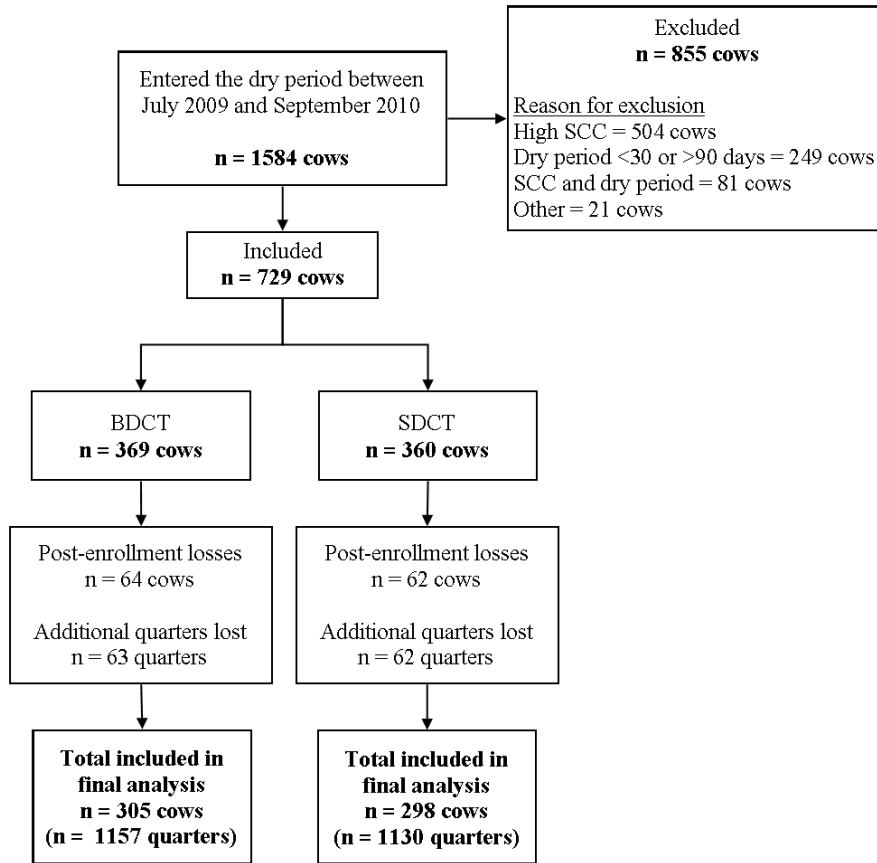 Entered the dry period between
July 2009 and September 2010
n = 1584 cows
Excluded
n = 855 cows
Reason for exclusion
High SCC = 504 cows
Dry period <30 or >90 days = 249 cows
SCC and dry period = 81 cows
Other = 21 cows
Included
n = 729 cows
BDCT
n = 369 cows
SDCT
n = 360 cows
Post-enrollment losses
n = 64 cows
Additional quarters lost
n = 63 quarters
Post-enrollment losses
n = 62 cows
Additional quarters lost
n = 62 quarters
Total included in
final analysis
n = 305 cows
(n = 1157 quarters)
Total included in
final analysis
n = 298 cows
(n = 1130 quarters)